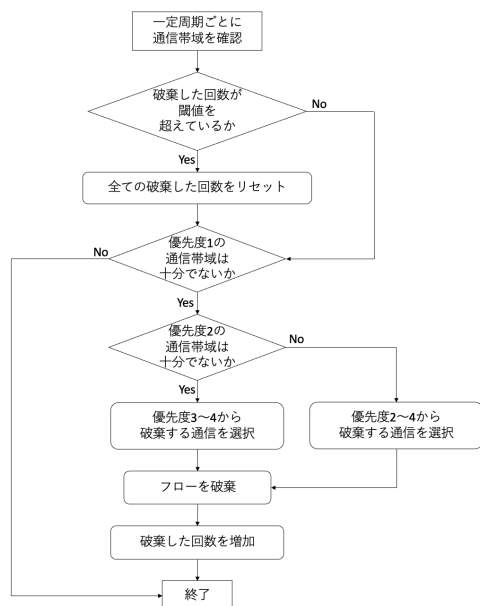 一定周期ごとに
通信帯域を確認
破棄した回数が
閾値を
超えているか
No
Yes
全ての破棄した回数をリセット
優先度1の
通信帯域は
十分でないか
No
Yes
優先度2の
通信帯域は
十分でないか
No
Yes
優先度3〜4から
破棄する通信を選択
優先度2〜4から
破棄する通信を選択
フローを破棄
破棄した回数を増加
終了